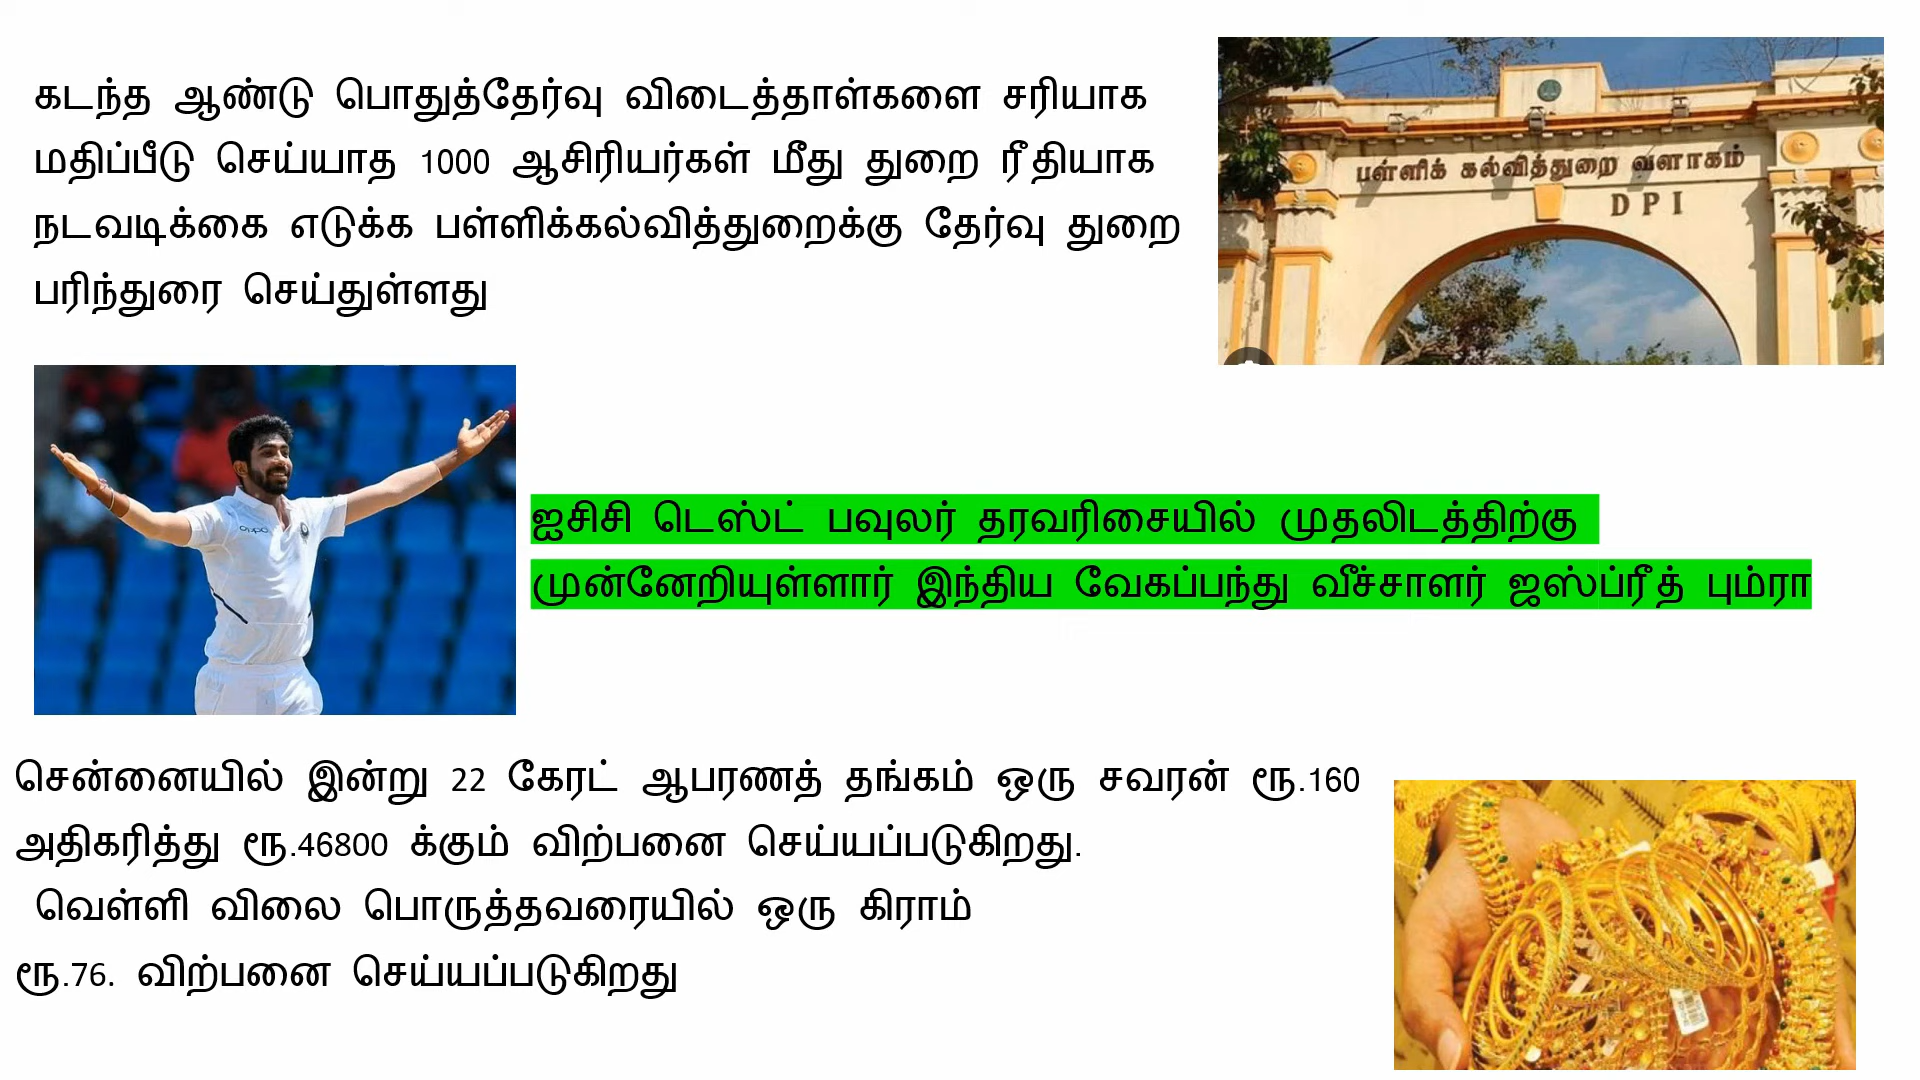 கடந்த ஆண்டு பொதுத்தேர்வு விடைத்தாள்களை சரியாக
மதிப்பீடு செய்யாத 1000 ஆசிரியர்கள் மீது துறை ரீதியாக
நடவடிக்கை எடுக்க பள்ளிக்கல்வித்துறைக்கு தேர்வு துறை
பரிந்துரை செய்துள்ளது
பள்ளிக் கல்வித்துறை வளாகம்
DPI
oppo
ஐசிசி டெஸ்ட் பவுலர் தரவரிசையில் முதலிடத்திற்கு
முன்னேறியுள்ளார் இந்திய வேகப்பந்து வீச்சாளர் ஜஸ்ப்ரீத் பும்ரா
சென்னையில் இன்று 22 கேரட் ஆபரணத் தங்கம் ஒரு சவரன் ரூ.160
அதிகரித்து ரூ.46800 க்கும் விற்பனை செய்யப்படுகிறது.
வெள்ளி விலை பொருத்தவரையில் ஒரு கிராம்
ரூ.76. விற்பனை செய்யப்படுகிறது